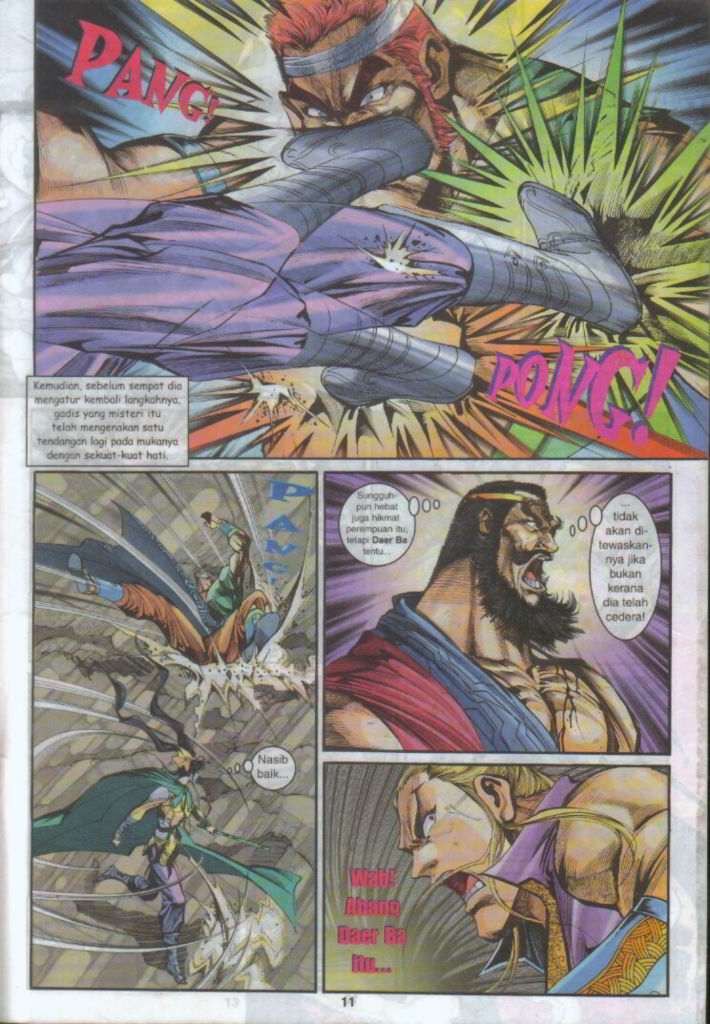 PANG!
PONG!
Kemudian, sebelum sempat dia
mengatur kembali langkahnya,
gadis yang misteri itu
telah mengenakan satu
tendangan lagi pada mukanya
dengan sekuat-kuat hati.
PANG!
Nasib
baik...
Sungguh-
pun hebat
juga hikmat
perempuan itu,
tetapi Daer Ba
tentu...
...
tidak
akan di-
tewaskan-
nya jika
bukan
kerana
dia telah
cedera!
Wah!
Abang
Daer Ba
itu...
13
11